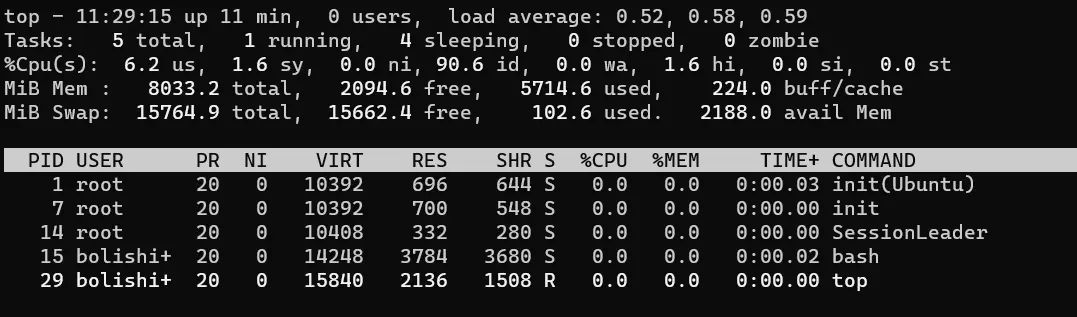 top - 11:29:15 up 11 min,  0 users,  load average: 0.52, 0.58, 0.59
Tasks:   5 total,   1 running,   4 sleeping,   0 stopped,   0 zombie
%Cpu(s):  6.2 us,  1.6 sy,  0.0 ni, 90.6 id,  0.0 wa,  1.6 hi,  0.0 si,  0.0 st
MiB Mem :   8033.2 total,   2094.6 free,   5714.6 used,    224.0 buff/cache
MiB Swap:  15764.9 total,  15662.4 free,    102.6 used.   2188.0 avail Mem
PID USER      PR  NI    VIRT    RES    SHR S  %CPU  %MEM     TIME+ COMMAND
1 root      20   0   10392    696    644 S   0.0   0.0   0:00.03 init(Ubuntu)
7 root      20   0   10392    700    548 S   0.0   0.0   0:00.00 init
14 root      20   0   10408    332    280 S   0.0   0.0   0:00.00 SessionLeader
15 bolishi+  20   0   14248   3784   3680 S   0.0   0.0   0:00.02 bash
29 bolishi+  20   0   15840   2136   1508 R   0.0   0.0   0:00.00 top